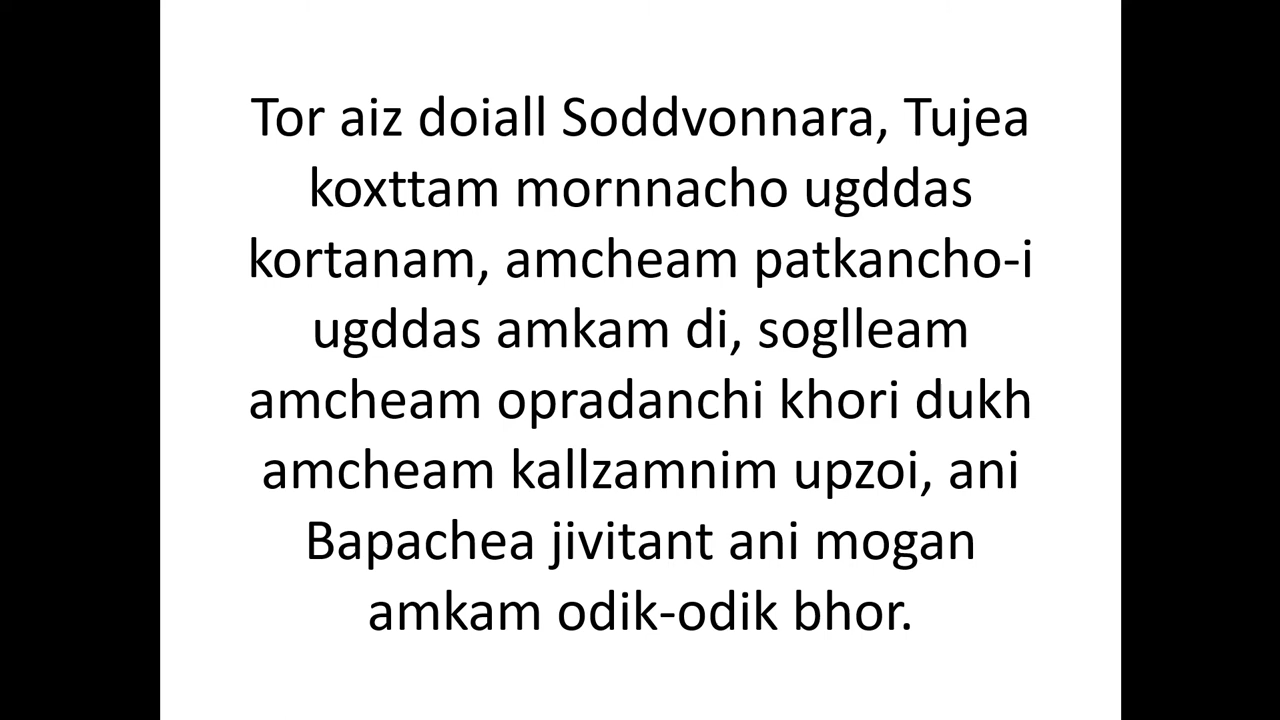 Tor aiz doiall Soddvonnara, Tujea
koxttam mornnacho ugddas
kortanam, amcheam patkancho-i
ugddas amkam di, soglleam
amcheam opradanchi khori dukh
amcheam kallzamnim upzoi, ani
Bapachea jivitant ani mogan
amkam odik-odik bhor.